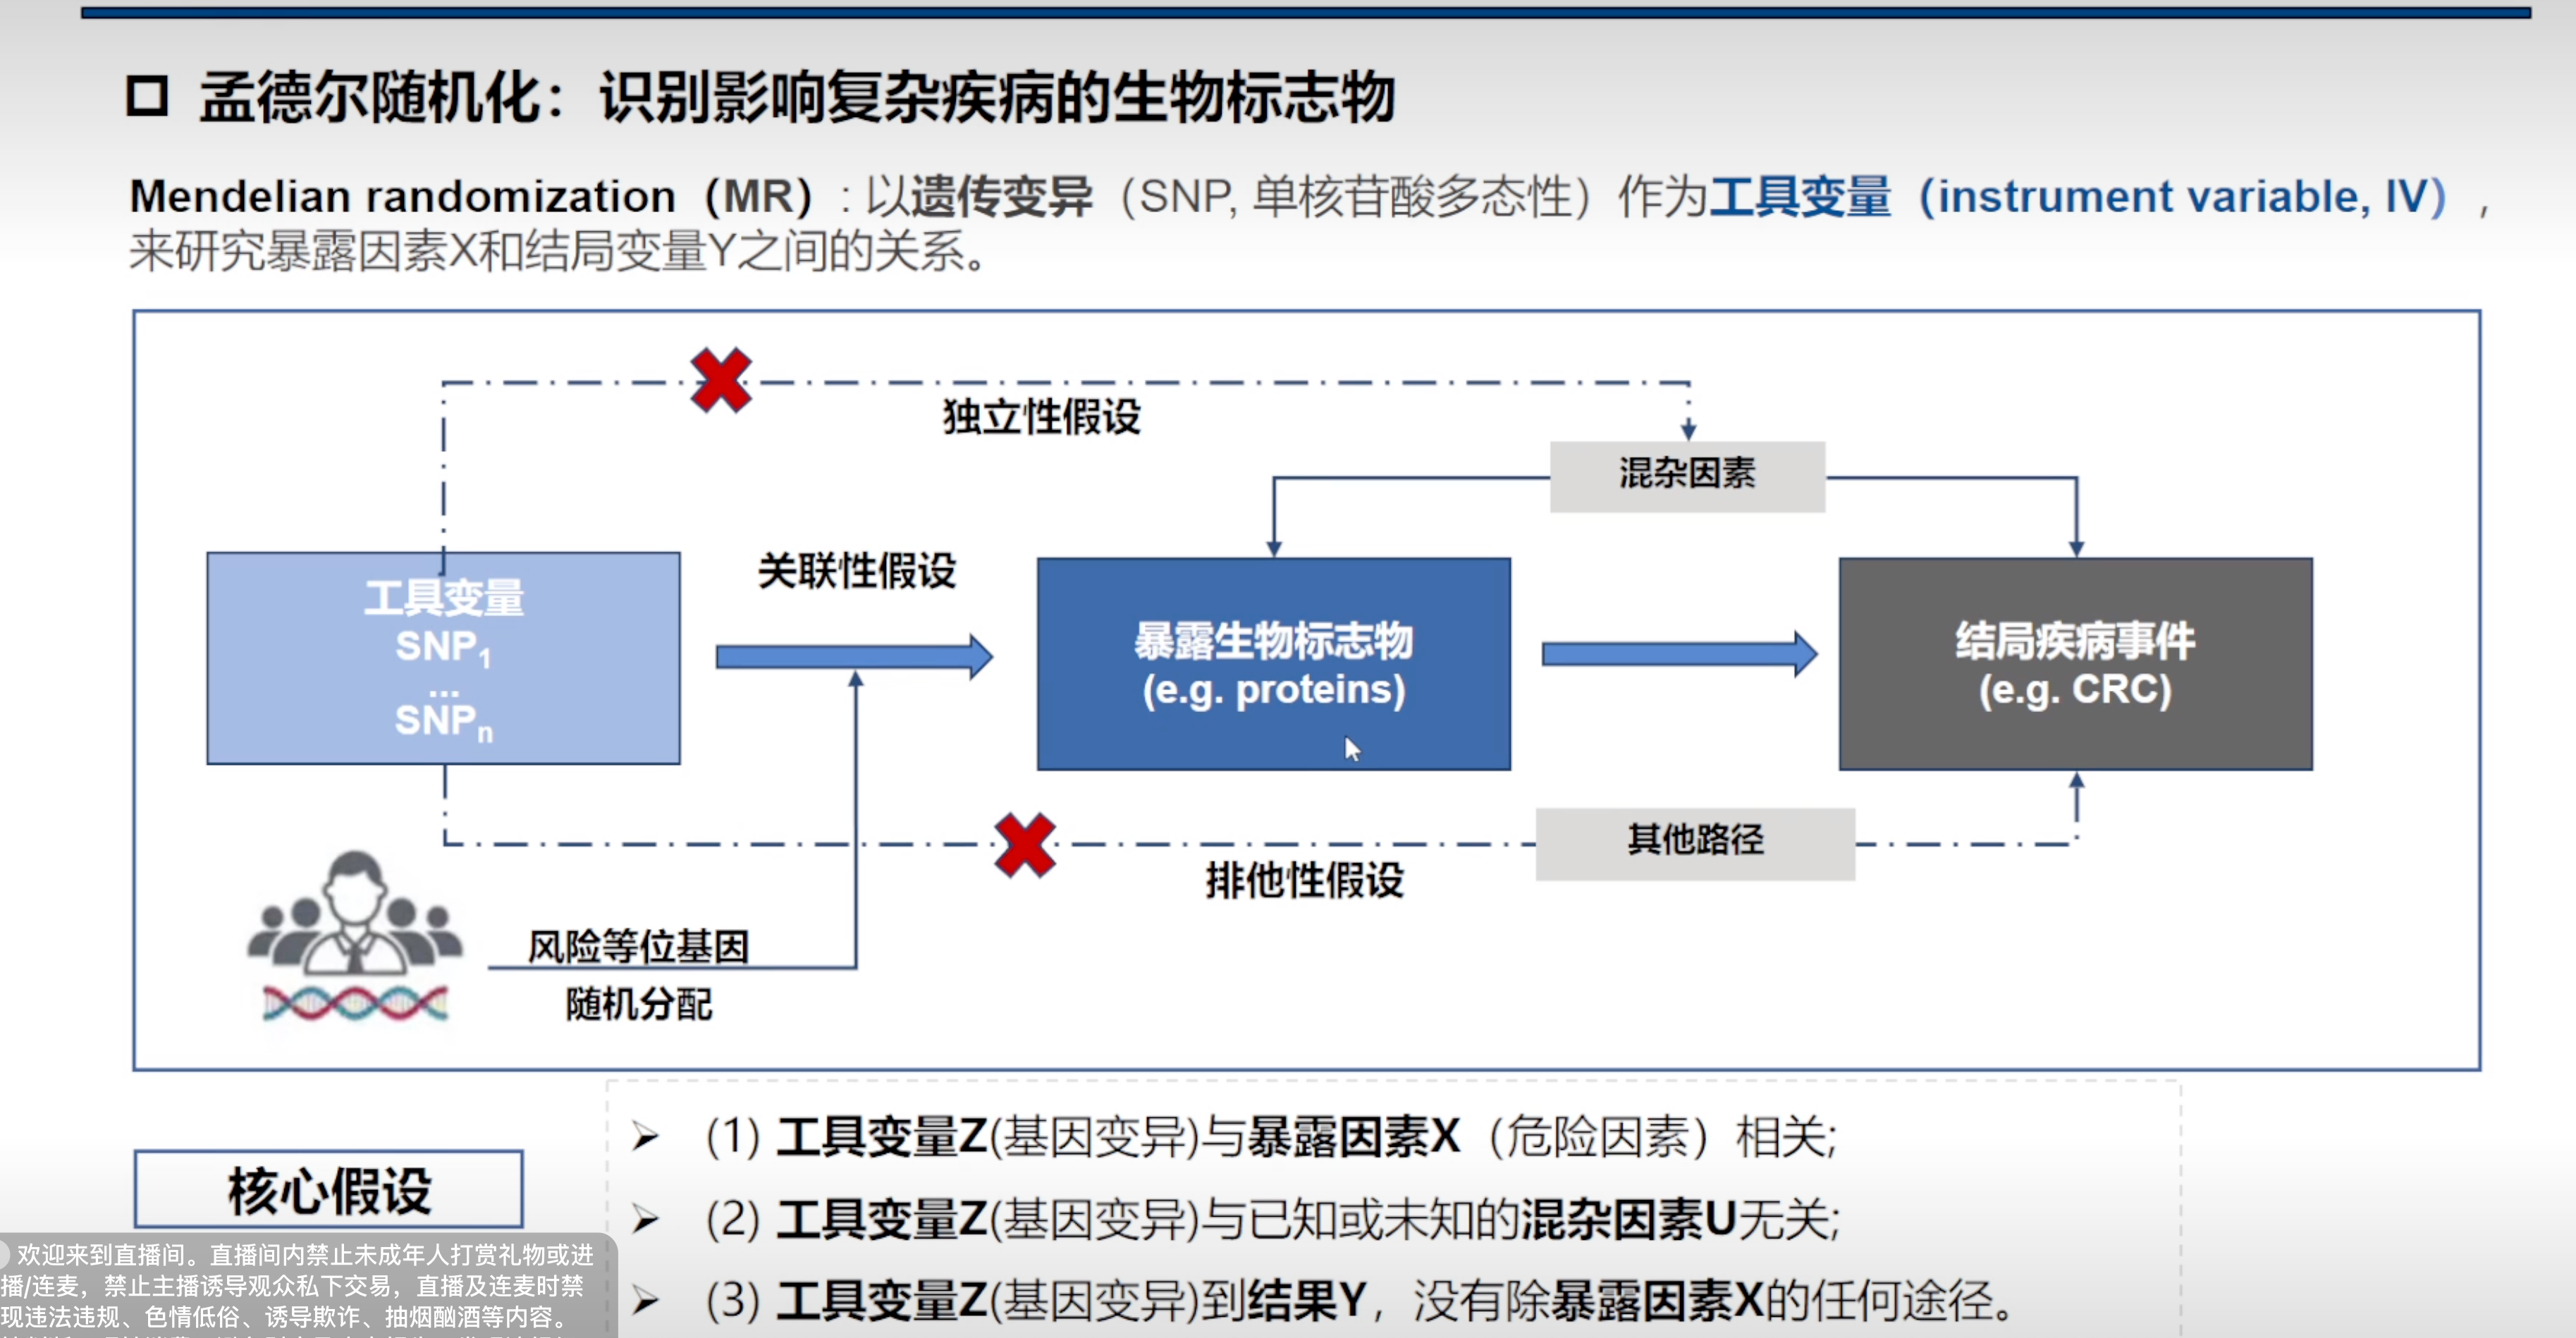 孟德尔随机化：识别影响复杂疾病的生物标志物
Mendelian randomization（MR）: 以遗传变异（SNP, 单核苷酸多态性）作为工具变量（instrument variable, IV），
来研究暴露因素X和结局变量Y之间的关系。
独立性假设
混杂因素
关联性假设
工具变量
SNP1
...
SNPn
暴露生物标志物
(e.g. proteins)
结局疾病事件
(e.g. CRC)
其他路径
排他性假设
风险等位基因
随机分配
核心假设
(1) 工具变量Z(基因变异)与暴露因素X（危险因素）相关;
(2) 工具变量Z(基因变异)与已知或未知的混杂因素U无关;
(3) 工具变量Z(基因变异)到结果Y，没有除暴露因素X的任何途径。
欢迎来到直播间。直播间内禁止未成年人打赏礼物或进
播/连麦，禁止主播诱导观众私下交易，直播及连麦时禁
现违法违规、色情低俗、诱导欺诈、抽烟酗酒等内容。